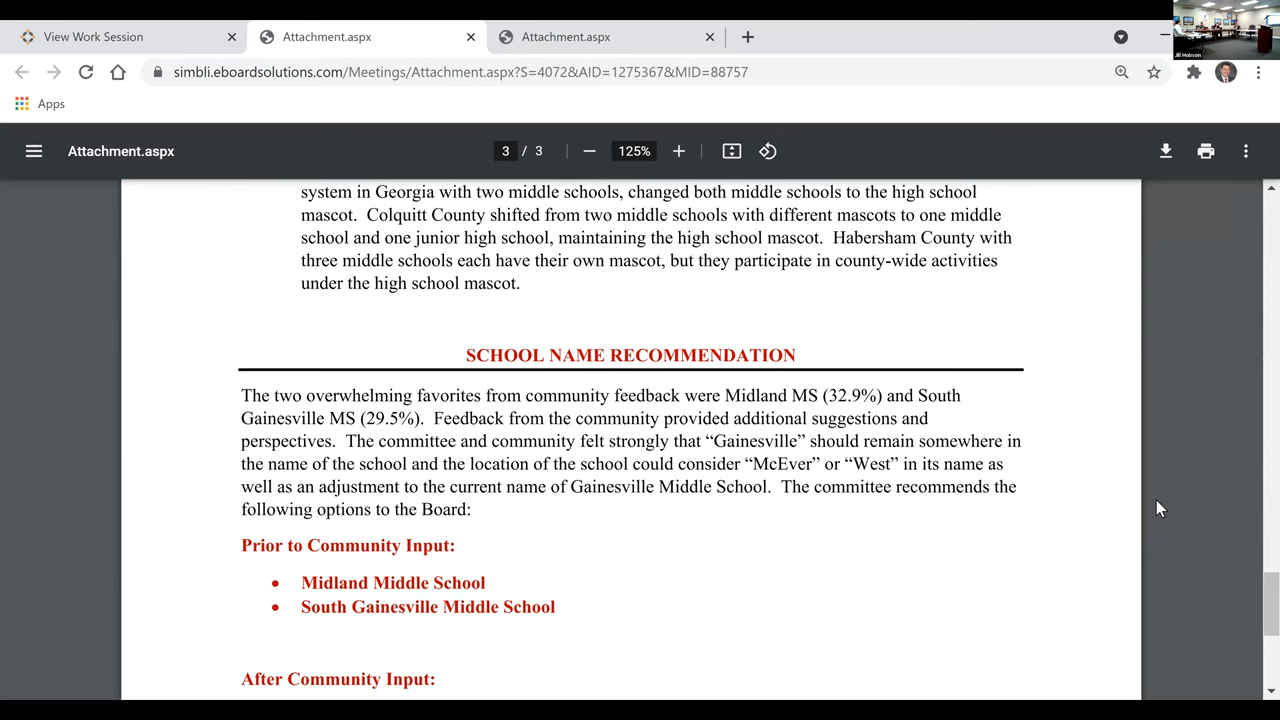 View Work Session
Attachment.aspx
Attachment.aspx
Jill Hobson
simbli.eboardsolutions.com/Meetings/Attachment.aspx?S=4072&AID=1275367&MID=88757
Apps
Attachment.aspx
3 / 3
125%
system in Georgia with two middle schools, changed both middle schools to the high school
mascot.  Colquitt County shifted from two middle schools with different mascots to one middle
school and one junior high school, maintaining the high school mascot.  Habersham County with
three middle schools each have their own mascot, but they participate in county-wide activities
under the high school mascot.
SCHOOL NAME RECOMMENDATION
The two overwhelming favorites from community feedback were Midland MS (32.9%) and South
Gainesville MS (29.5%).  Feedback from the community provided additional suggestions and
perspectives.  The committee and community felt strongly that “Gainesville” should remain somewhere in
the name of the school and the location of the school could consider “McEver” or “West” in its name as
well as an adjustment to the current name of Gainesville Middle School.  The committee recommends the
following options to the Board:
Prior to Community Input:
• Midland Middle School
• South Gainesville Middle School
After Community Input: